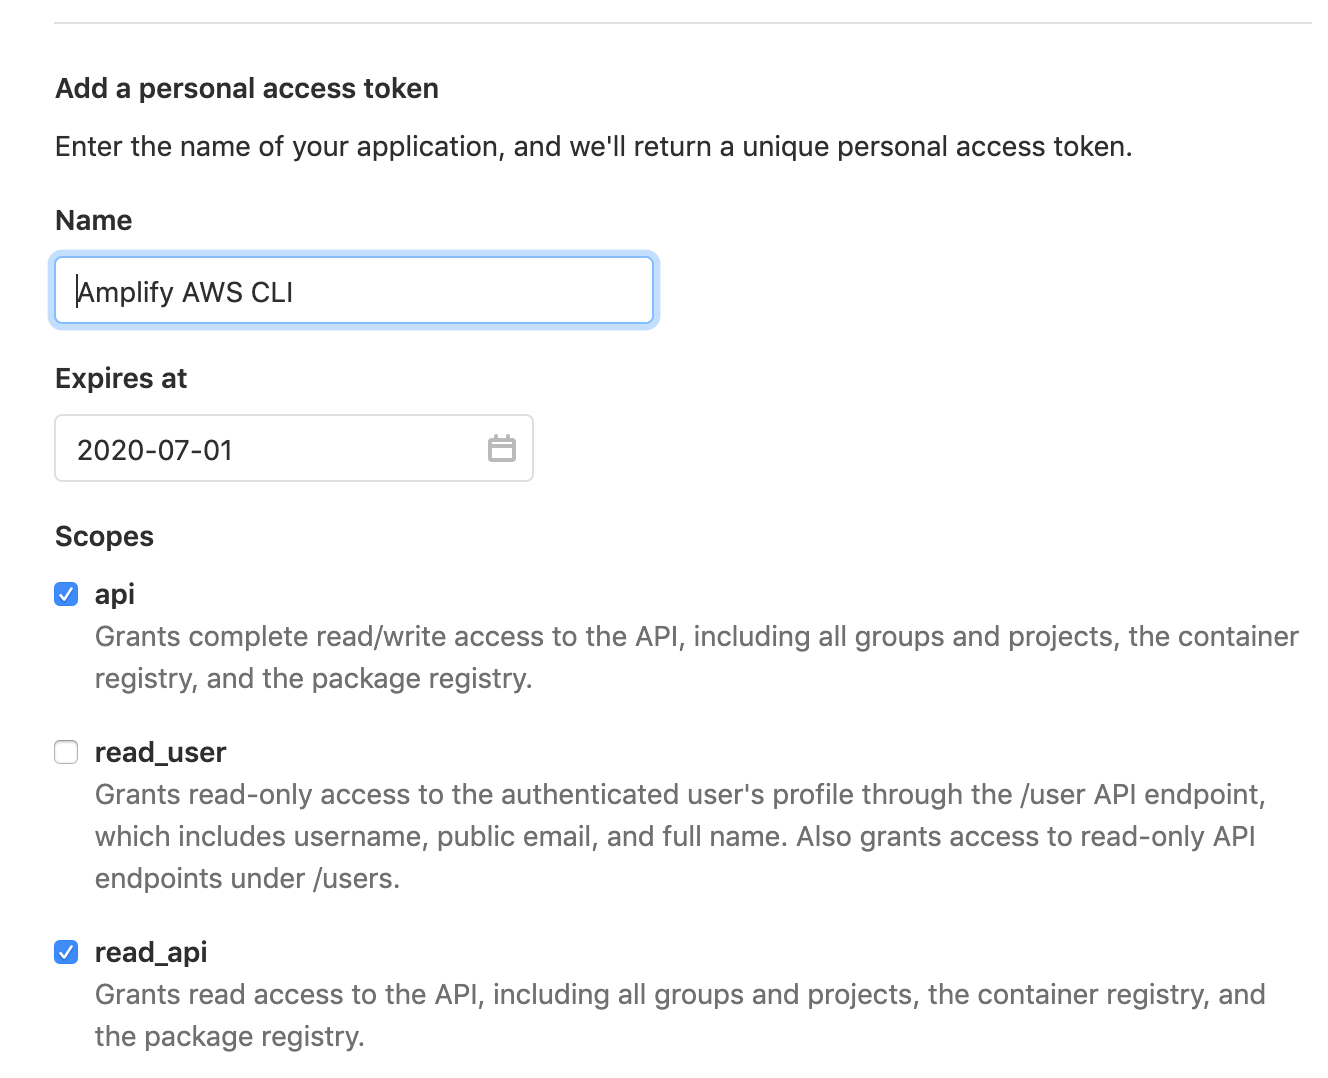 Add a personal access token
Enter the name of your application, and we'll return a unique personal access token.
Name
Amplify AWS CLI
Expires at
2020-07-01
Scopes
api
Grants complete read/write access to the API, including all groups and projects, the container
registry, and the package registry.
read_user
Grants read-only access to the authenticated user's profile through the /user API endpoint,
which includes username, public email, and full name. Also grants access to read-only API
endpoints under /users.
read_api
Grants read access to the API, including all groups and projects, the container registry, and
the package registry.